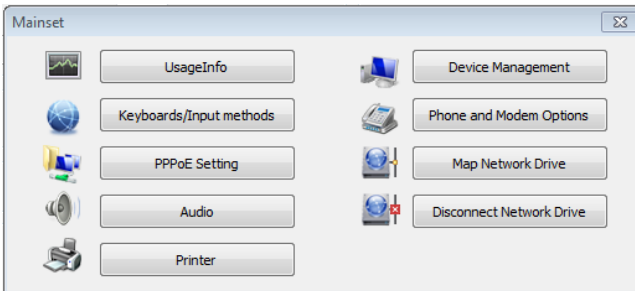 Mainset
UsageInfo
Device Management
Keyboards/Input methods
Phone and Modem Options
PPPoE Setting
Map Network Drive
Audio
Disconnect Network Drive
Printer